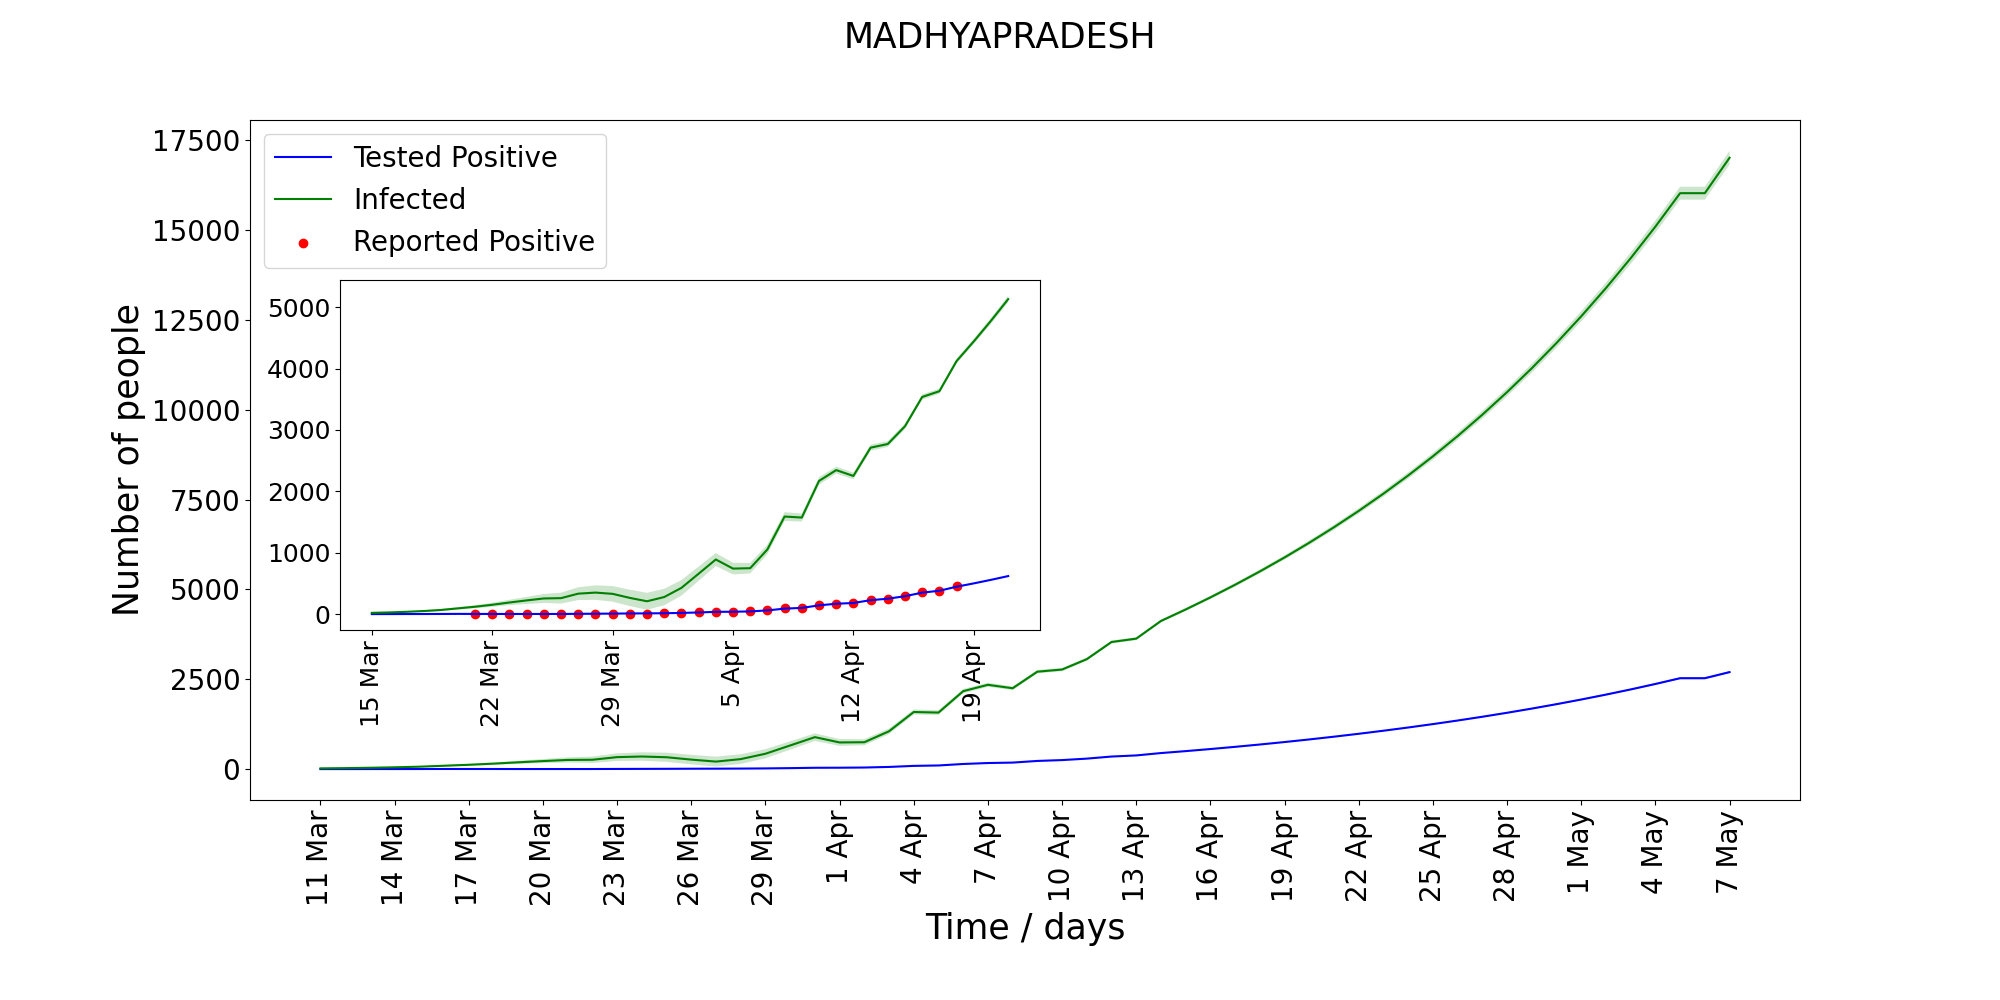 MADHYAPRADESH
Number of people
17500
15000
12500
10000
7500
5000
2500
0
Tested Positive
Infected
Reported Positive
5000
4000
3000
2000
1000
0
15 Mar
22 Mar
29 Mar
5 Apr
12 Apr
19 Apr
11 Mar
14 Mar
17 Mar
20 Mar
23 Mar
26 Mar
29 Mar
1 Apr
4 Apr
7 Apr
10 Apr
13 Apr
16 Apr
19 Apr
22 Apr
25 Apr
28 Apr
1 May
4 May
7 May
Time / days